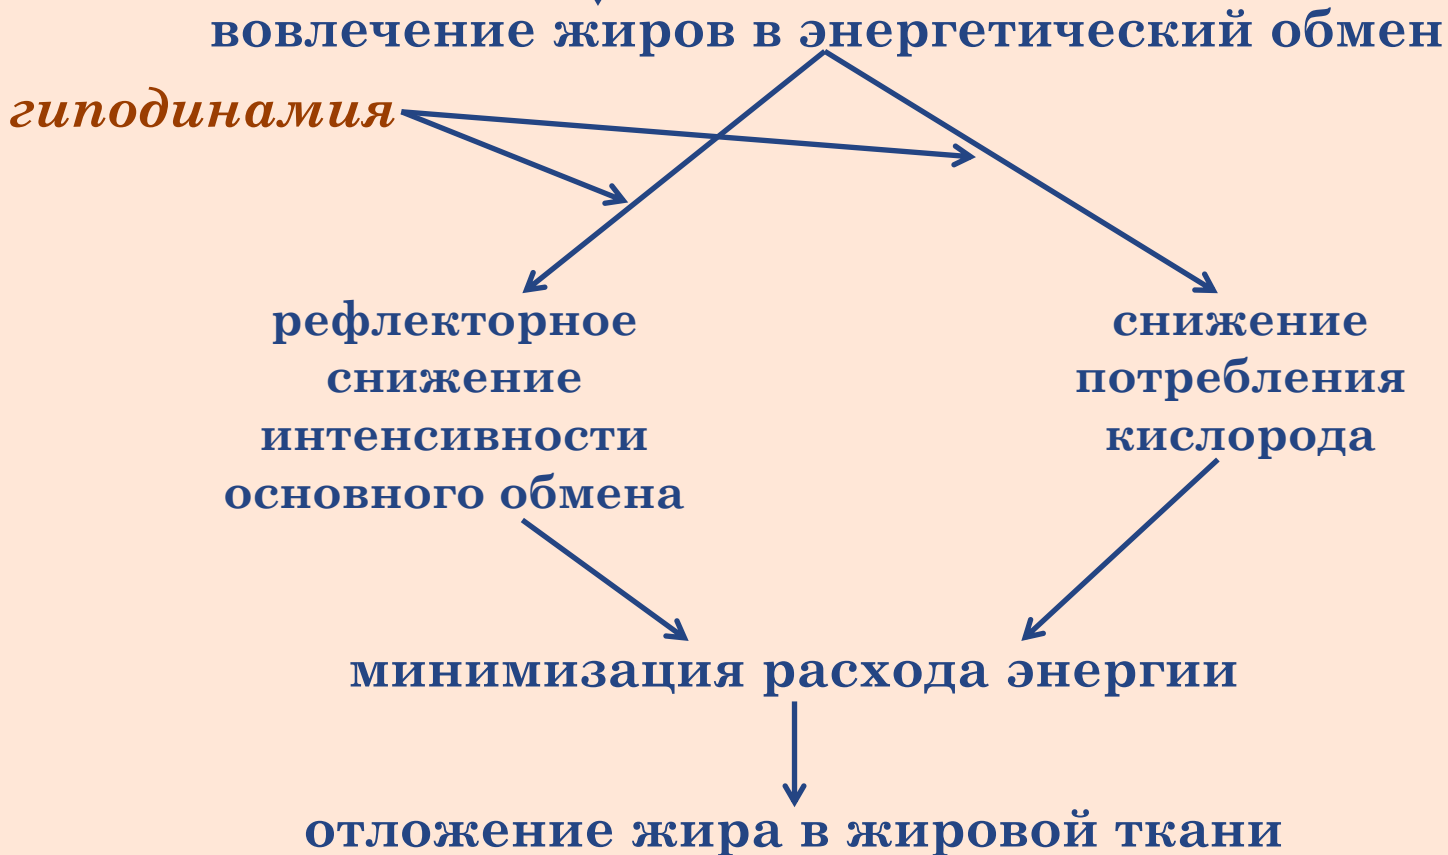 вовлечение жиров в энергетический обмен
гиподинамия
рефлекторное
снижение
интенсивности
основного обмена
снижение
потребления
кислорода
минимизация расхода энергии
отложение жира в жировой ткани